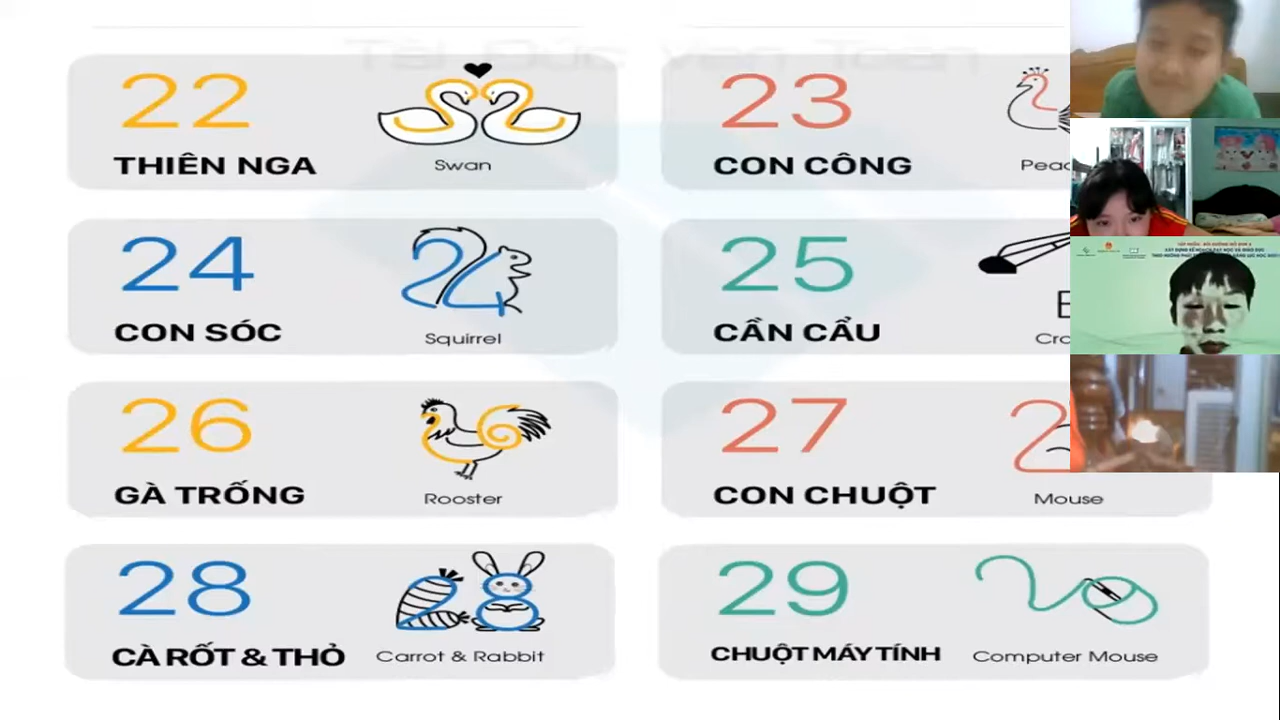 22
THIÊN NGA
Swan
23
CON CÔNG
24
CON SÓC
Squirrel
25
CẦN CẨU
26
GÀ TRỐNG
Rooster
27
CON CHUỘT
Mouse
28
CÀ RỐT & THỎ
Carrot & Rabbit
29
CHUỘT MÁY TÍNH
Computer Mouse